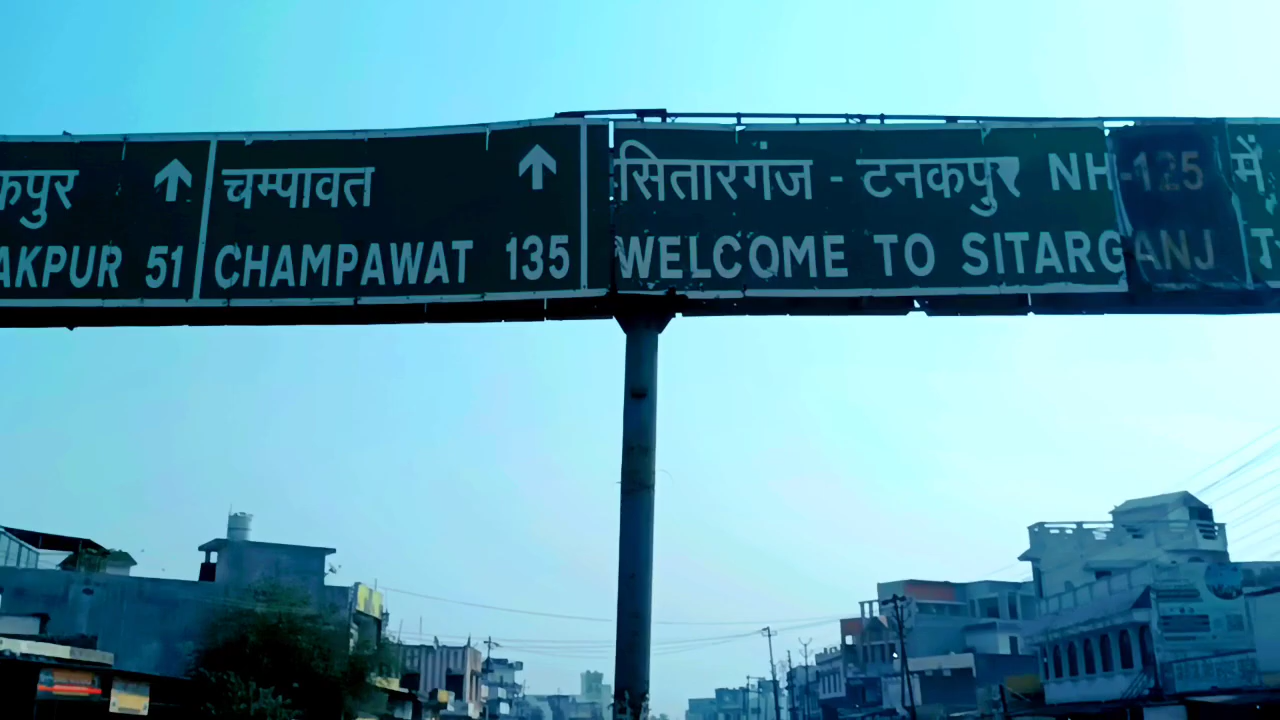 कपुर
AKPUR 51
चम्पावत
CHAMPAWAT 135
सितारगंज - टनकपुर NH-125 में
WELCOME TO SITARGANJ